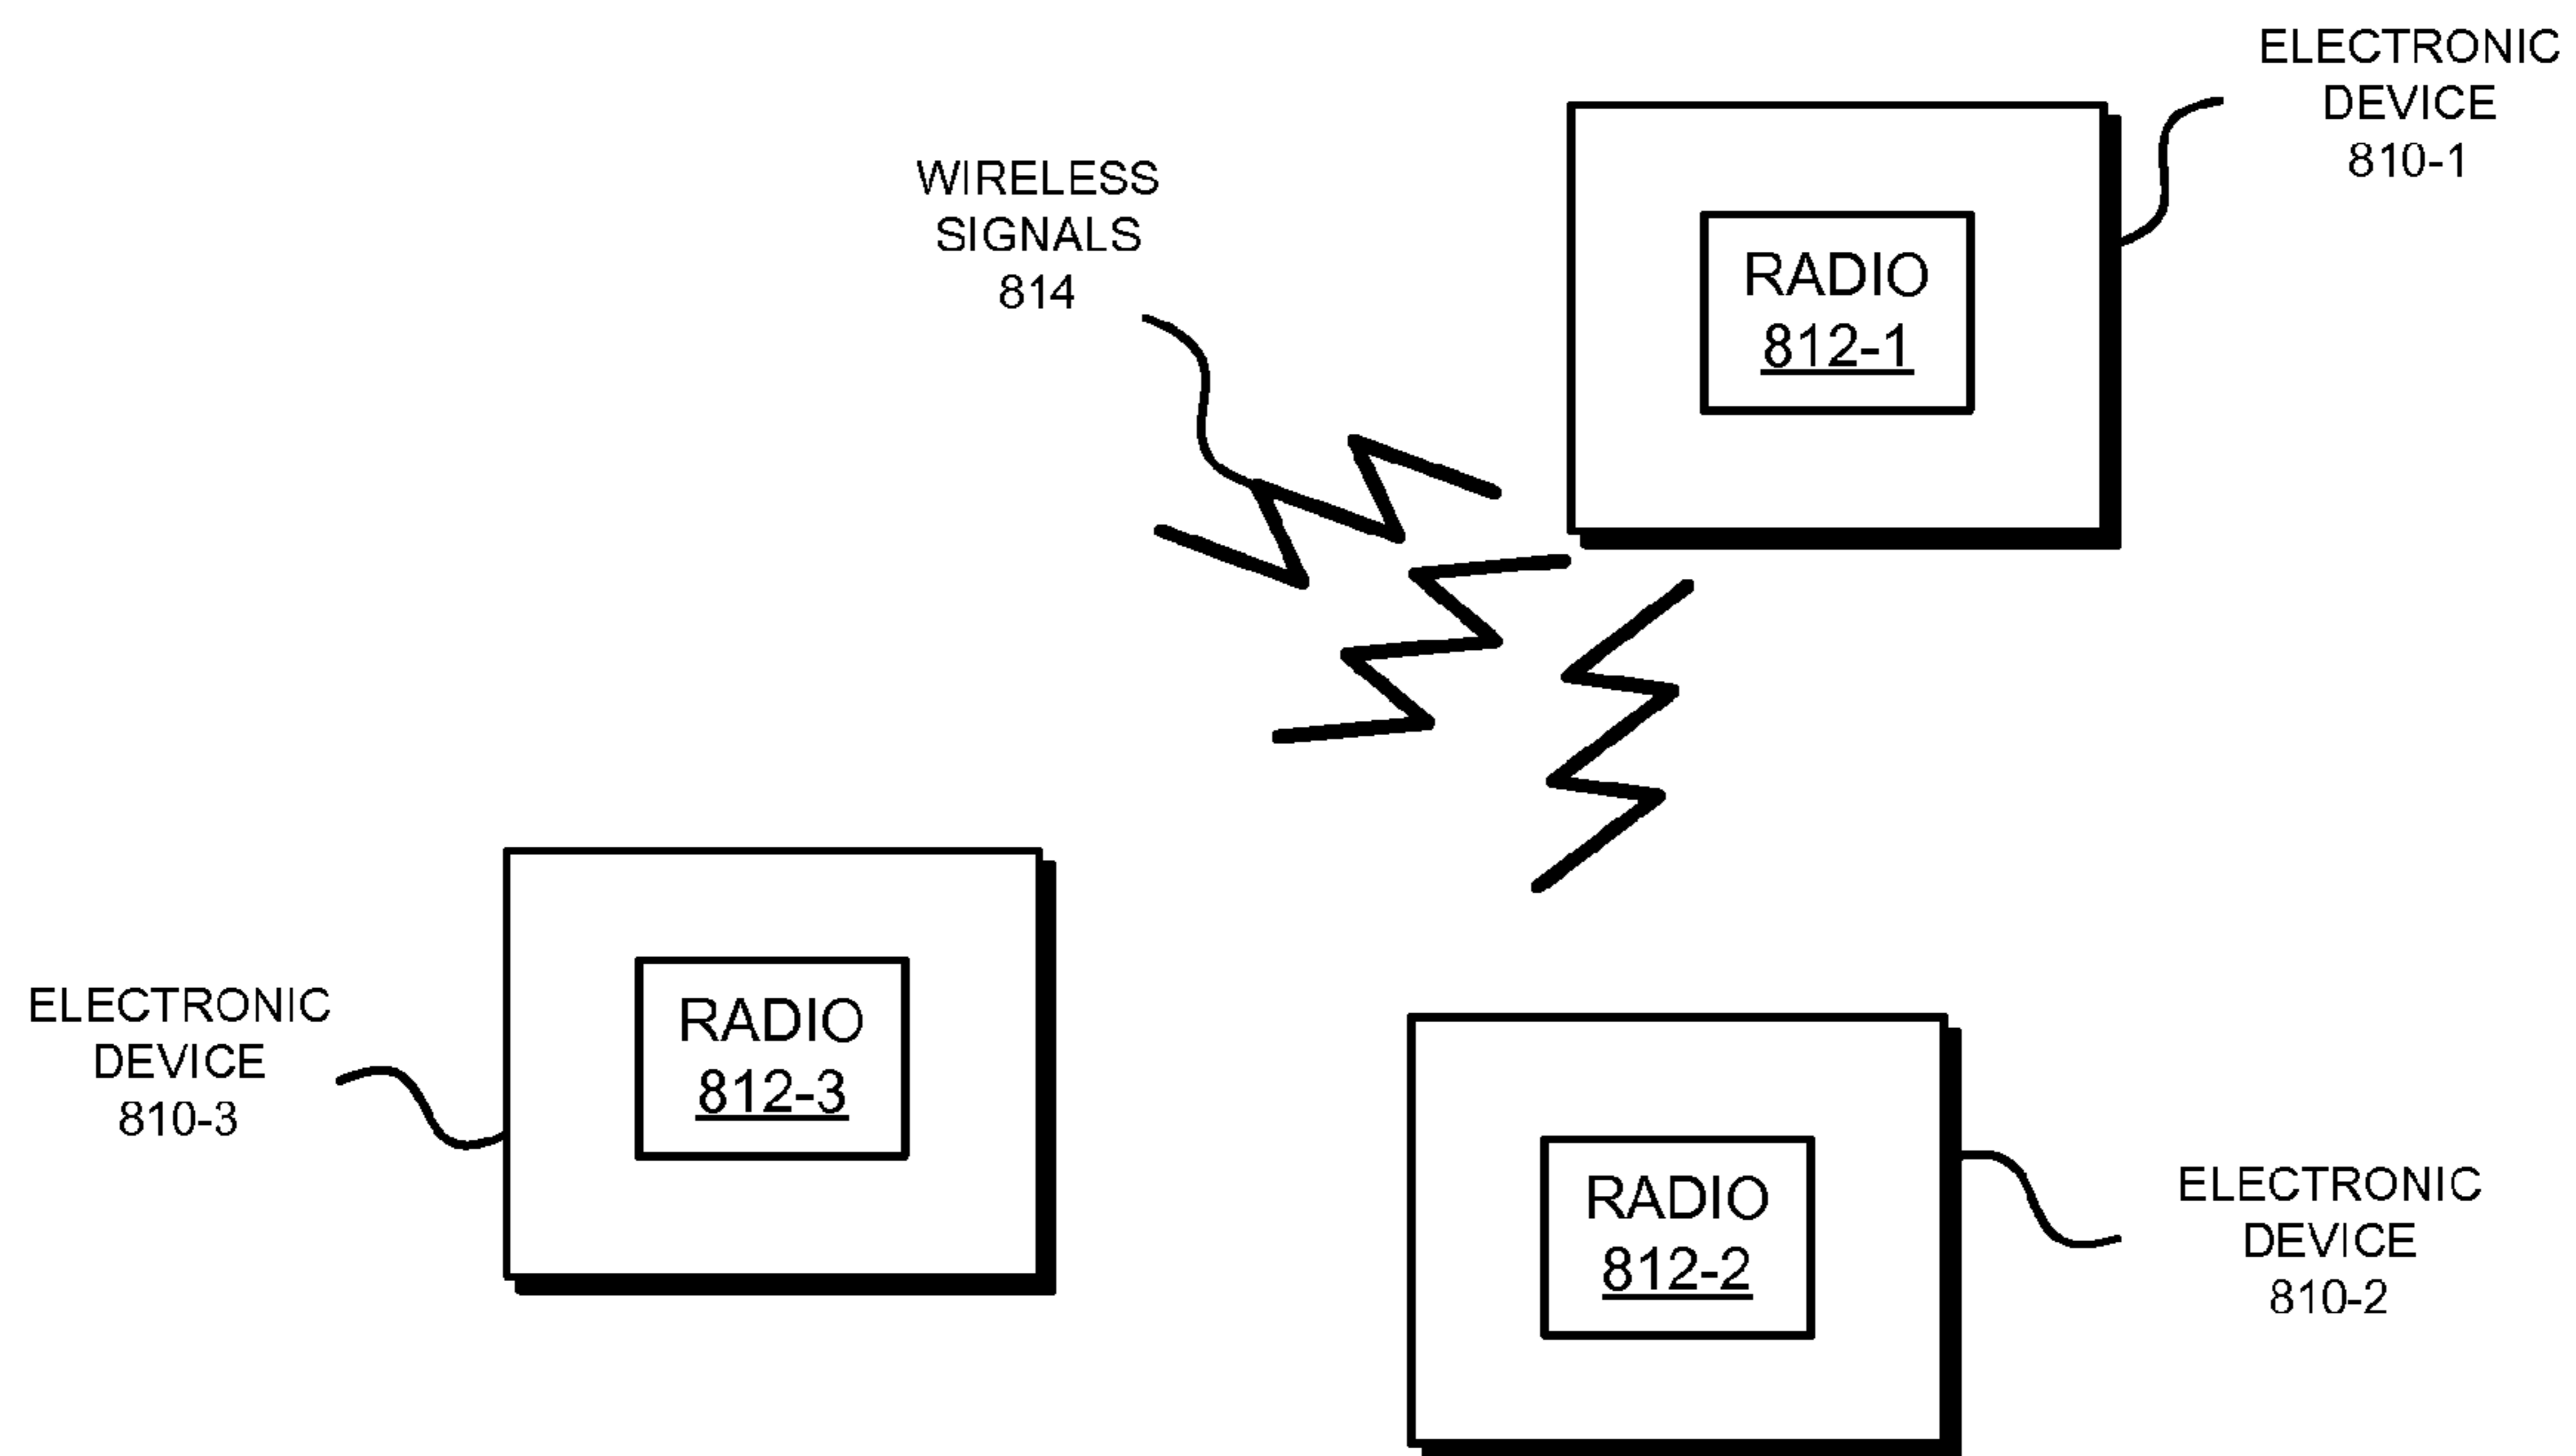 ELECTRONIC
DEVICE
810-1
WIRELESS
SIGNALS
814
RADIO
812-1
ELECTRONIC
DEVICE
810-3
RADIO
812-3
RADIO
812-2
ELECTRONIC
DEVICE
810-2